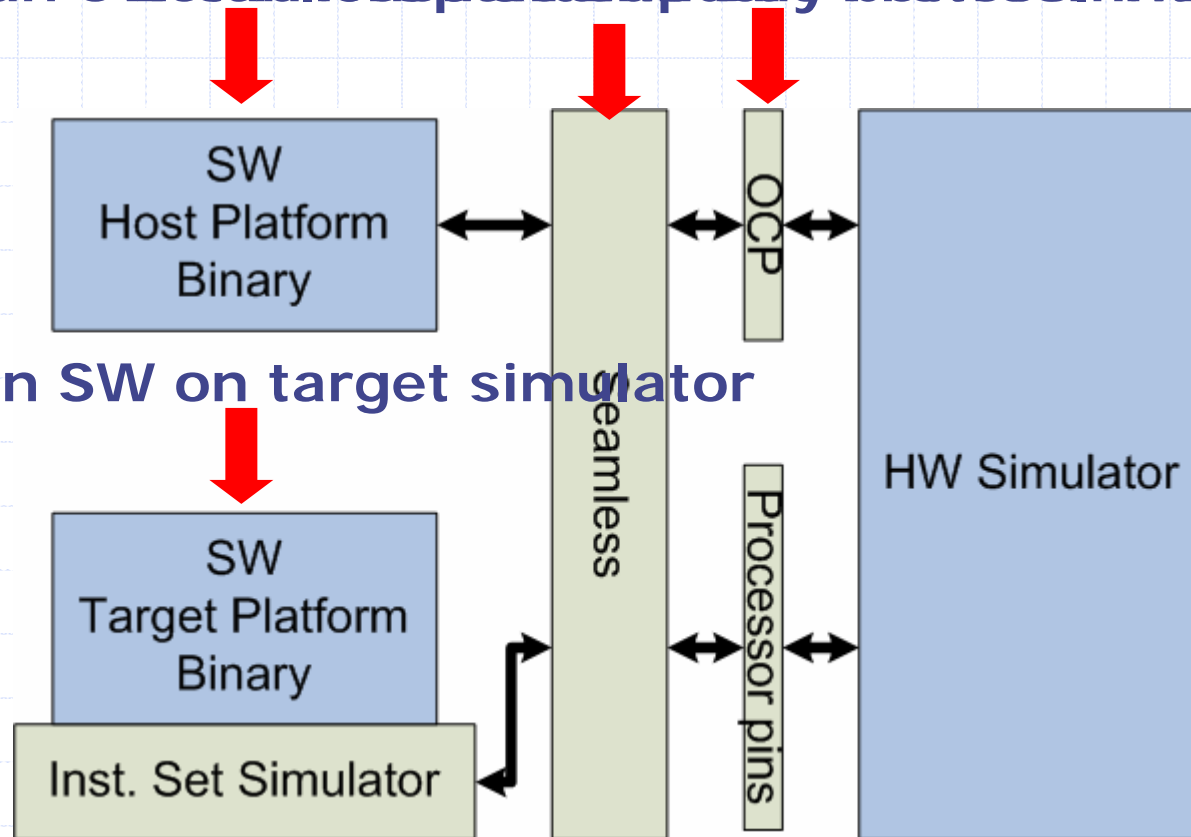 SW
Host Platform
Binary
OCP
n SW on target simulator
Seamless
HW Simulator
SW
Target Platform
Binary
Processor pins
Inst. Set Simulator